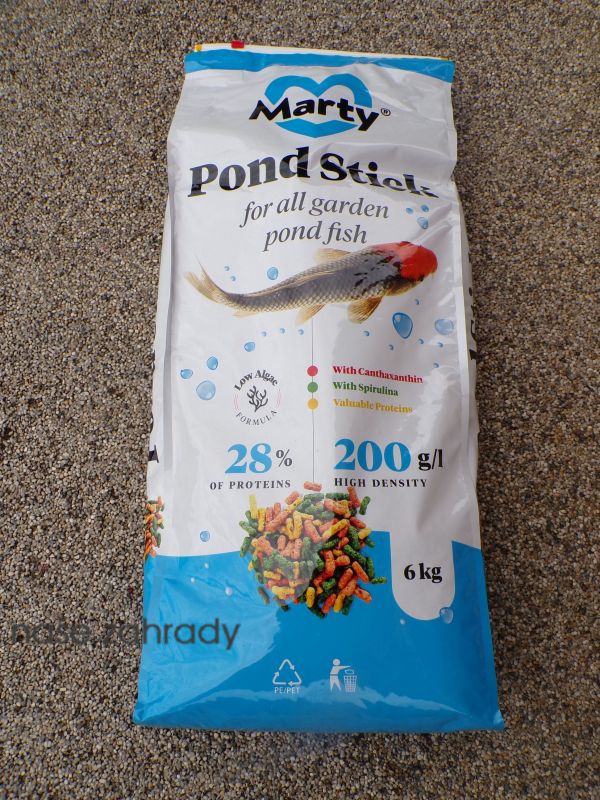 Marty®
Pond Stick
for all garden
pond fish
Low Algae
FORMULA
With Canthaxanthin
With Spirulina
Valuable Proteins
28%
OF PROTEINS
200 g/l
HIGH DENSITY
6 kg
naše zahrady
PE/PET